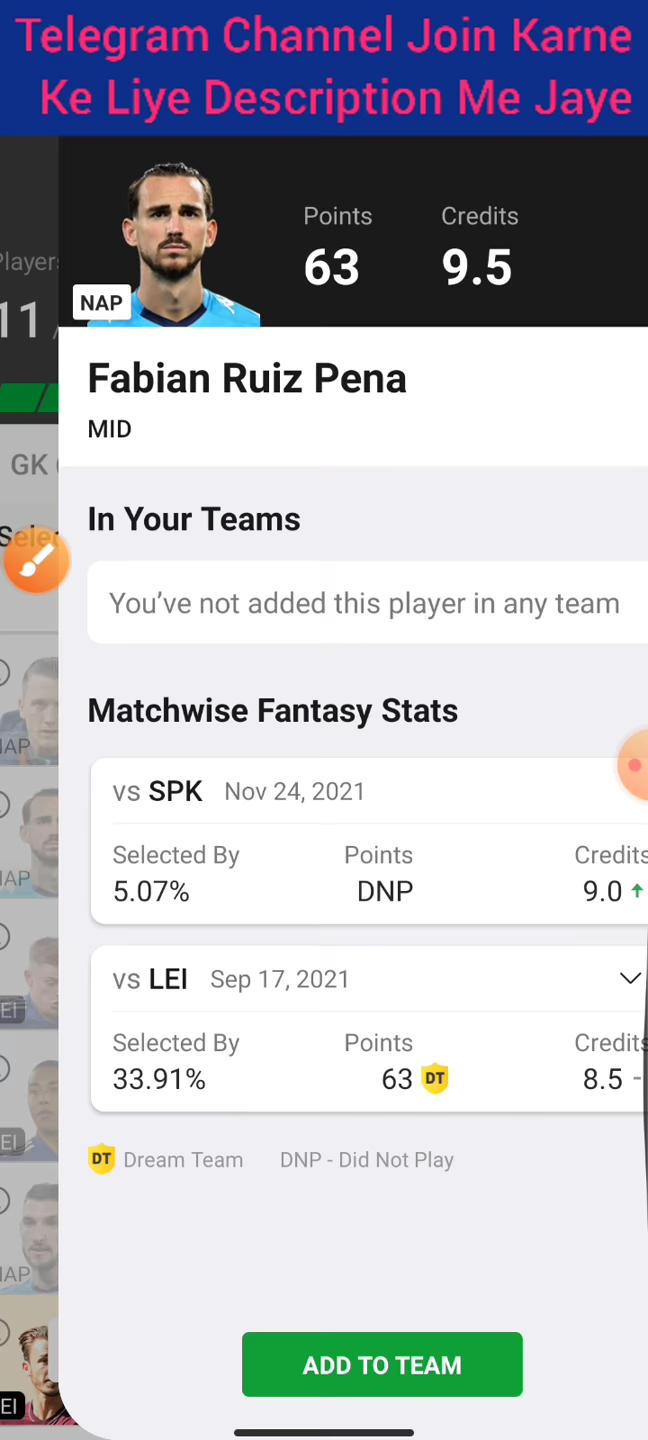 Telegram Channel Join Karne
Ke Liye Description Me Jaye
Players
11 /
Points
Credits
63
9.5
NAP
Fabian Ruiz Pena
MID
GK
In Your Teams
You’ve not added this player in any team
Matchwise Fantasy Stats
vs SPK Nov 24, 2021
Selected By Points Credits
5.07% DNP 9.0
vs LEI Sep 17, 2021
Selected By Points Credits
33.91% 63 DT 8.5 -
DT Dream Team DNP - Did Not Play
ADD TO TEAM